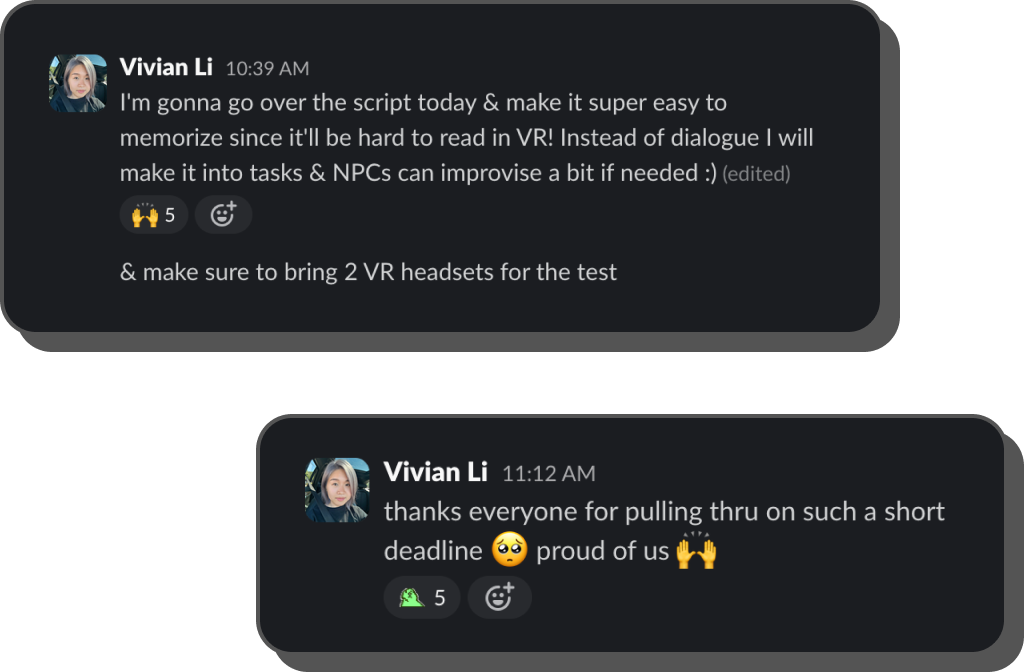 Vivian Li 10:39 AM
I'm gonna go over the script today & make it super easy to
memorize since it'll be hard to read in VR! Instead of dialogue I will
make it into tasks & NPCs can improvise a bit if needed :) (edited)
🙌 5
& make sure to bring 2 VR headsets for the test
Vivian Li 11:12 AM
thanks everyone for pulling thru on such a short
deadline 🥺 proud of us 🙌
5